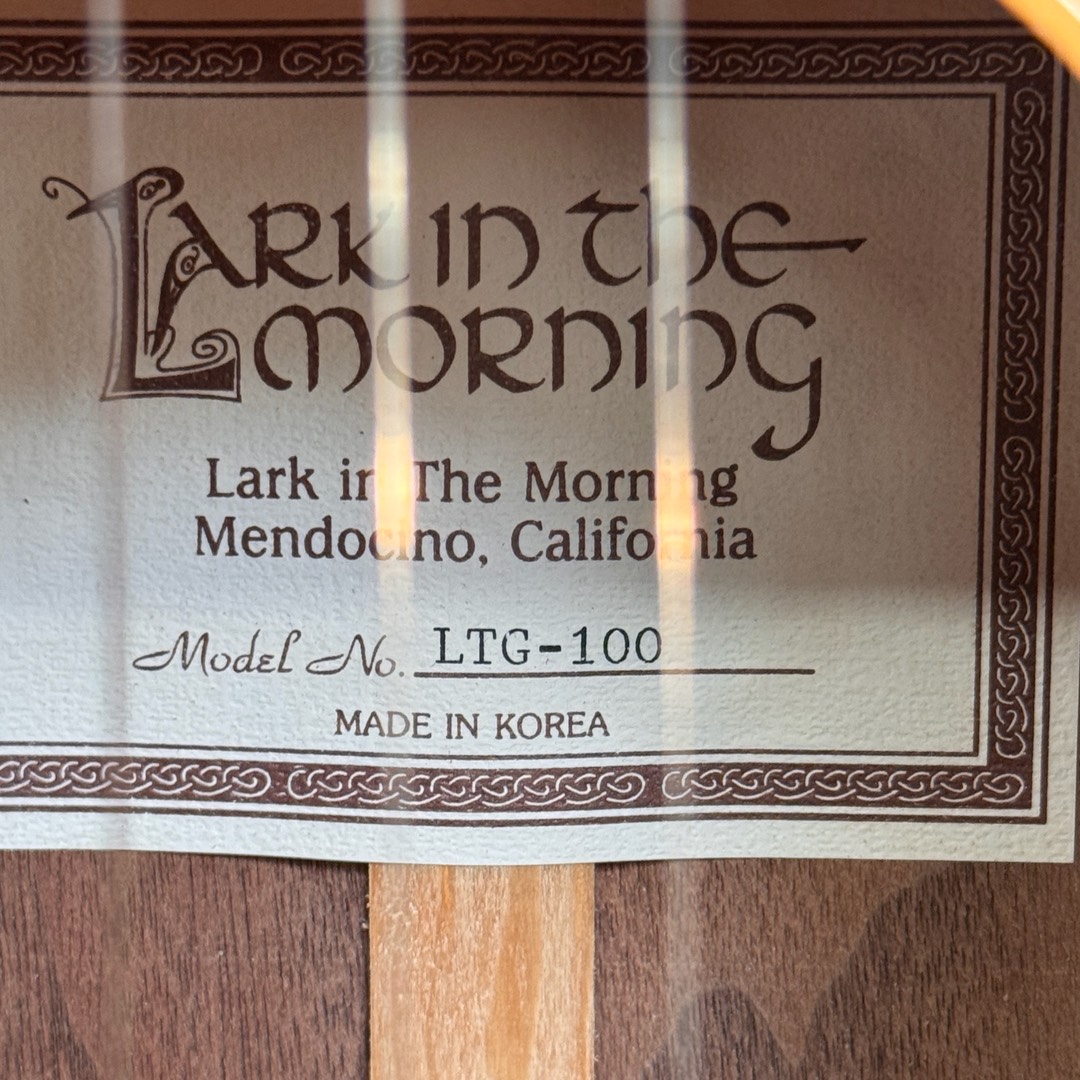 LARK IN THE
MORNING
Lark in The Morning
Mendocino, California
Model No. LTG-100
MADE IN KOREA